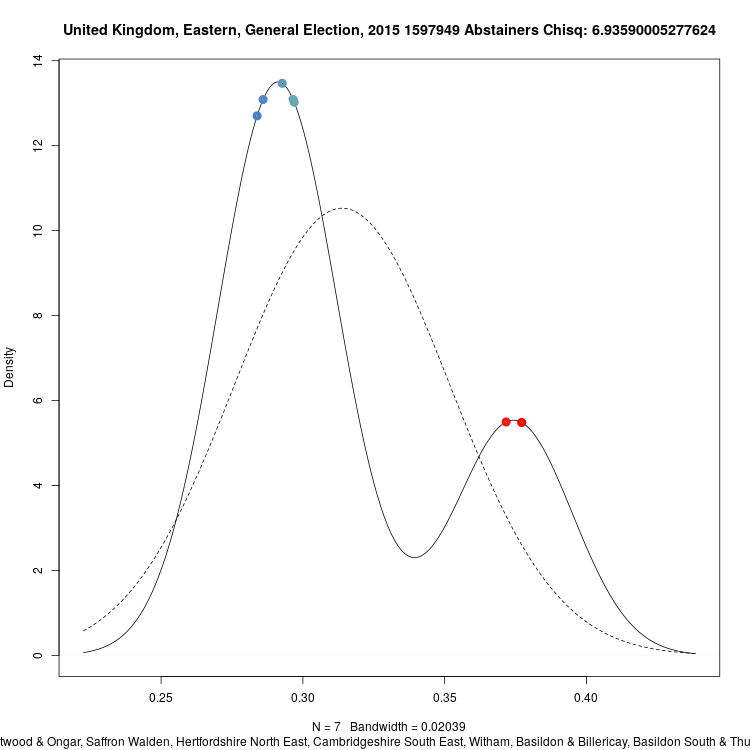 United Kingdom, Eastern, General Election, 2015 1597949 Abstainers Chisq: 6.93590005277624
14
12
10
8
6
4
2
0
Density
0.25 0.30 0.35 0.40
N = 7 Bandwidth = 0.02039
twood & Ongar, Saffron Walden, Hertfordshire North East, Cambridgeshire South East, Witham, Basildon & Billericay, Basildon South & Thu